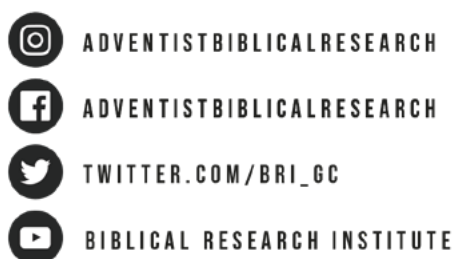 ADVENTISTBIBLICALRESEARCH
ADVENTISTBIBLICALRESEARCH
TWITTER.COM/BRI_GC
BIBLICAL RESEARCH INSTITUTE